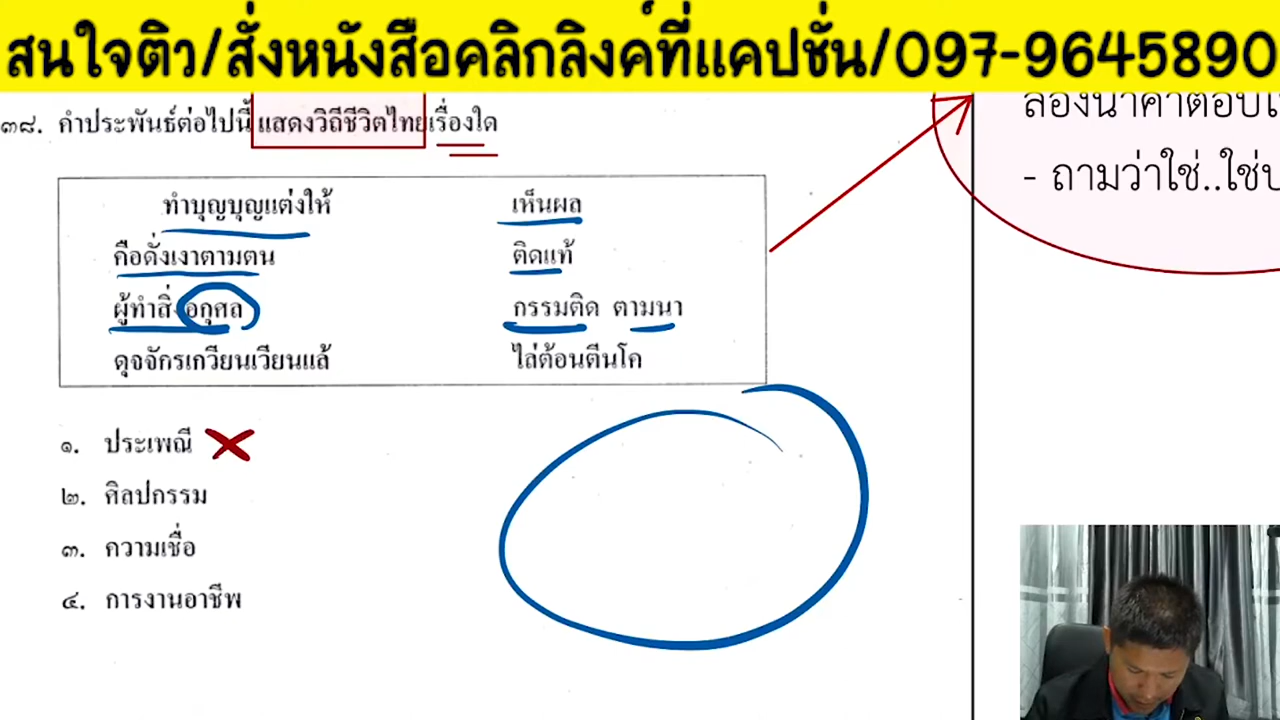 สนใจติว/สั่งหนังสือคลิกลิงค์ที่แคปชั่น/097-9645890
๓๘. คำประพันธ์ต่อไปนี้ แสดงวิถีชีวิตไทยเรื่องใด
ทำบุญบุญแต่งให้ เห็นผล
คือดั่งเงาตามตน ติดแท้
ผู้ทำสิ่งอกุศล กรรมติด ตามนา
ดุจจักรเกวียนเวียนแล้ ไล่ต้อนตีนโค
๑. ประเพณี
๒. ศิลปกรรม
๓. ความเชื่อ
๔. การงานอาชีพ
- ถามว่าใช่..ใช่